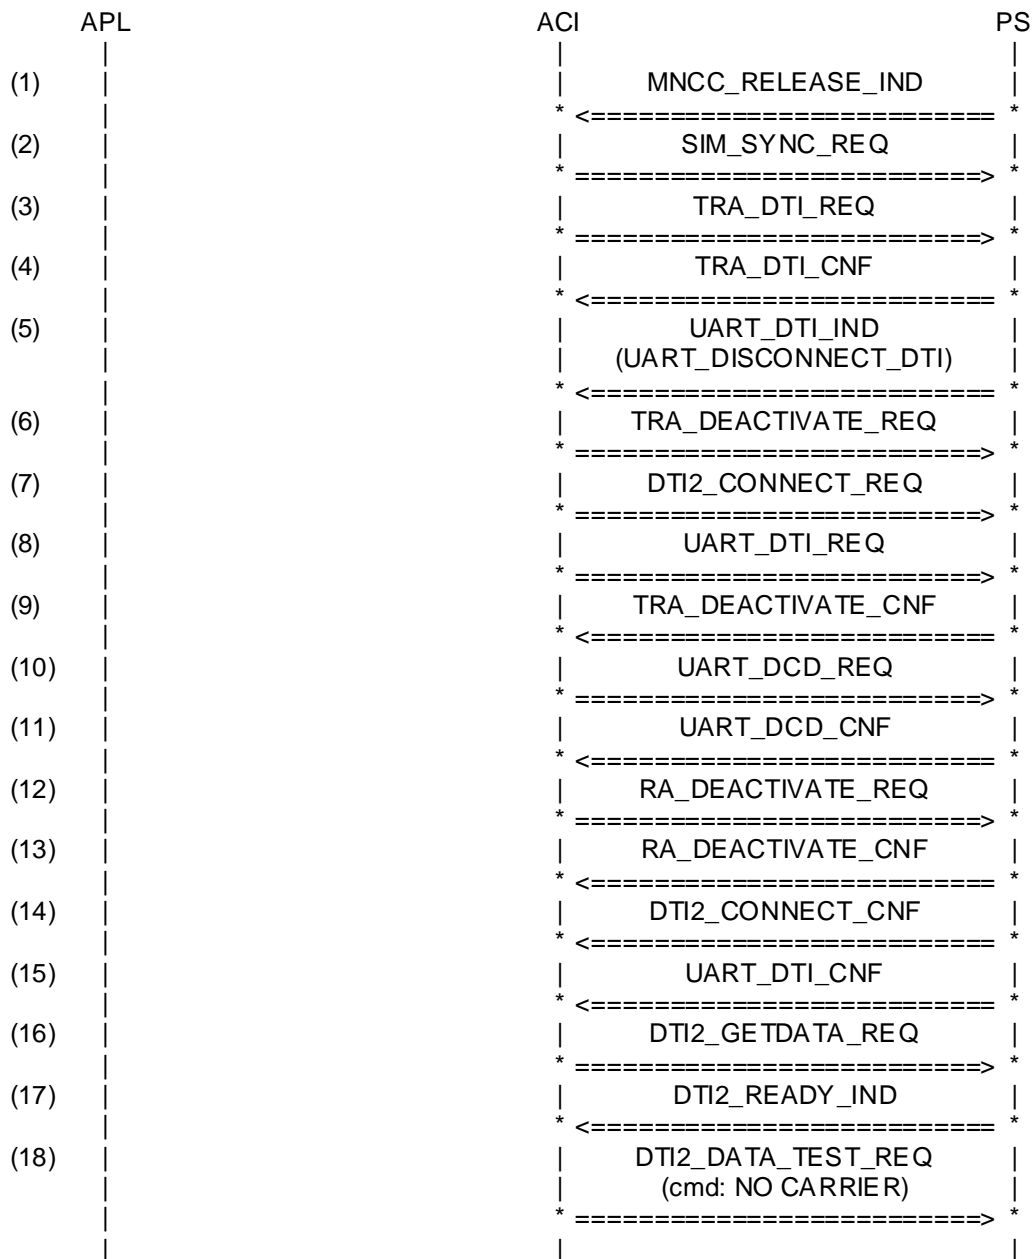 APL ACI PS
| | |
(1) | | MNCC_RELEASE_IND |
| * <========================== *
(2) | | SIM_SYNC_REQ |
| * ==========================> *
(3) | | TRA_DTI_REQ |
| * ==========================> *
(4) | | TRA_DTI_CNF |
| * <========================== *
(5) | | UART_DTI_IND |
| | (UART_DISCONNECT_DTI) |
| * <========================== *
(6) | | TRA_DEACTIVATE_REQ |
| * ==========================> *
(7) | | DTI2_CONNECT_REQ |
| * ==========================> *
(8) | | UART_DTI_REQ |
| * ==========================> *
(9) | | TRA_DEACTIVATE_CNF |
| * <========================== *
(10) | | UART_DCD_REQ |
| * ==========================> *
(11) | | UART_DCD_CNF |
| * <========================== *
(12) | | RA_DEACTIVATE_REQ |
| * ==========================> *
(13) | | RA_DEACTIVATE_CNF |
| * <========================== *
(14) | | DTI2_CONNECT_CNF |
| * <========================== *
(15) | | UART_DTI_CNF |
| * <========================== *
(16) | | DTI2_GETDATA_REQ |
| * ==========================> *
(17) | | DTI2_READY_IND |
| * <========================== *
(18) | | DTI2_DATA_TEST_REQ |
| | (cmd: NO CARRIER) |
| * ==========================> *
| | |